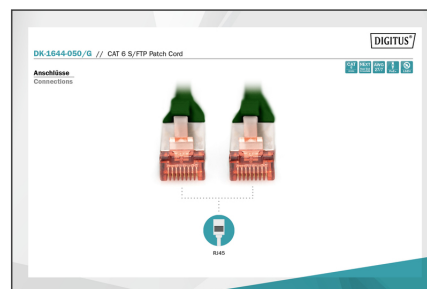 DIGITUS®
DK-1644-050/G // CAT 6 S/FTP Patch Cord
Anschlüsse
Connections
RJ45